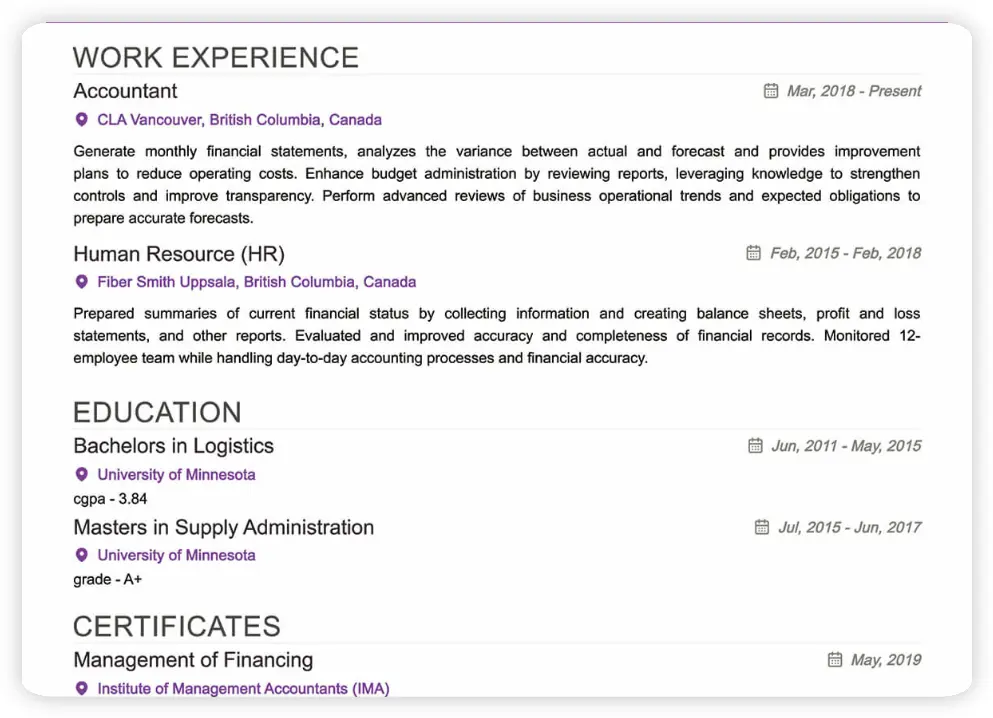 WORK EXPERIENCE
Accountant
Mar, 2018 - Present
CLA Vancouver, British Columbia, Canada
Generate monthly financial statements, analyzes the variance between actual and forecast and provides improvement
plans to reduce operating costs. Enhance budget administration by reviewing reports, leveraging knowledge to strengthen
controls and improve transparency. Perform advanced reviews of business operational trends and expected obligations to
prepare accurate forecasts.
Human Resource (HR)
Feb, 2015 - Feb, 2018
Fiber Smith Uppsala, British Columbia, Canada
Prepared summaries of current financial status by collecting information and creating balance sheets, profit and loss
statements, and other reports. Evaluated and improved accuracy and completeness of financial records. Monitored 12-
employee team while handling day-to-day accounting processes and financial accuracy.
EDUCATION
Bachelors in Logistics
Jun, 2011 - May, 2015
University of Minnesota
cgpa - 3.84
Masters in Supply Administration
Jul, 2015 - Jun, 2017
University of Minnesota
grade - A+
CERTIFICATES
Management of Financing
May, 2019
Institute of Management Accountants (IMA)